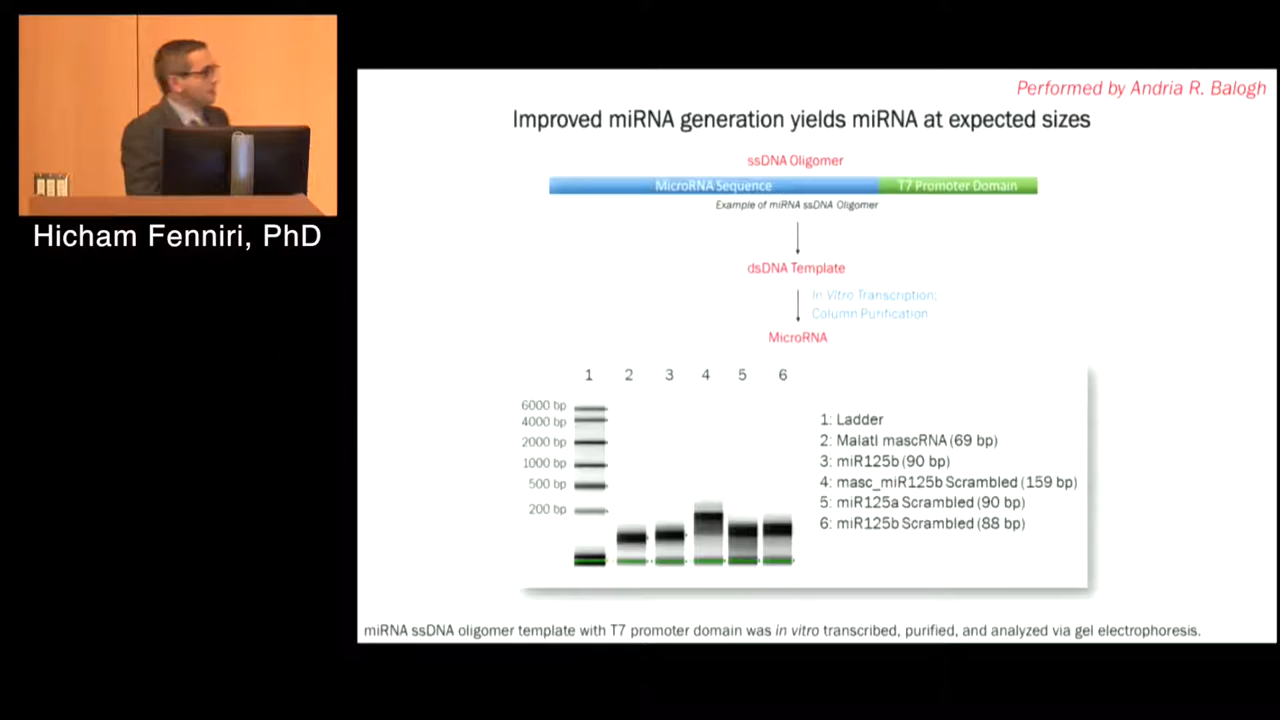 Performed by Andria R. Balogh
Improved miRNA generation yields miRNA at expected sizes
ssDNA Oligomer
MicroRNA Sequence
T7 Promoter Domain
Example of miRNA ssDNA Oligomer
dsDNA Template
In Vitro Transcription;
Column Purification
MicroRNA
1 2 3 4 5 6
6000 bp
4000 bp
2000 bp
1000 bp
500 bp
200 bp
1: Ladder
2: Malatl mascRNA (69 bp)
3: miR125b (90 bp)
4: masc_miR125b Scrambled (159 bp)
5: miR125a Scrambled (90 bp)
6: miR125b Scrambled (88 bp)
miRNA ssDNA oligomer template with T7 promoter domain was in vitro transcribed, purified, and analyzed via gel electrophoresis.
Hicham Fenniri, PhD